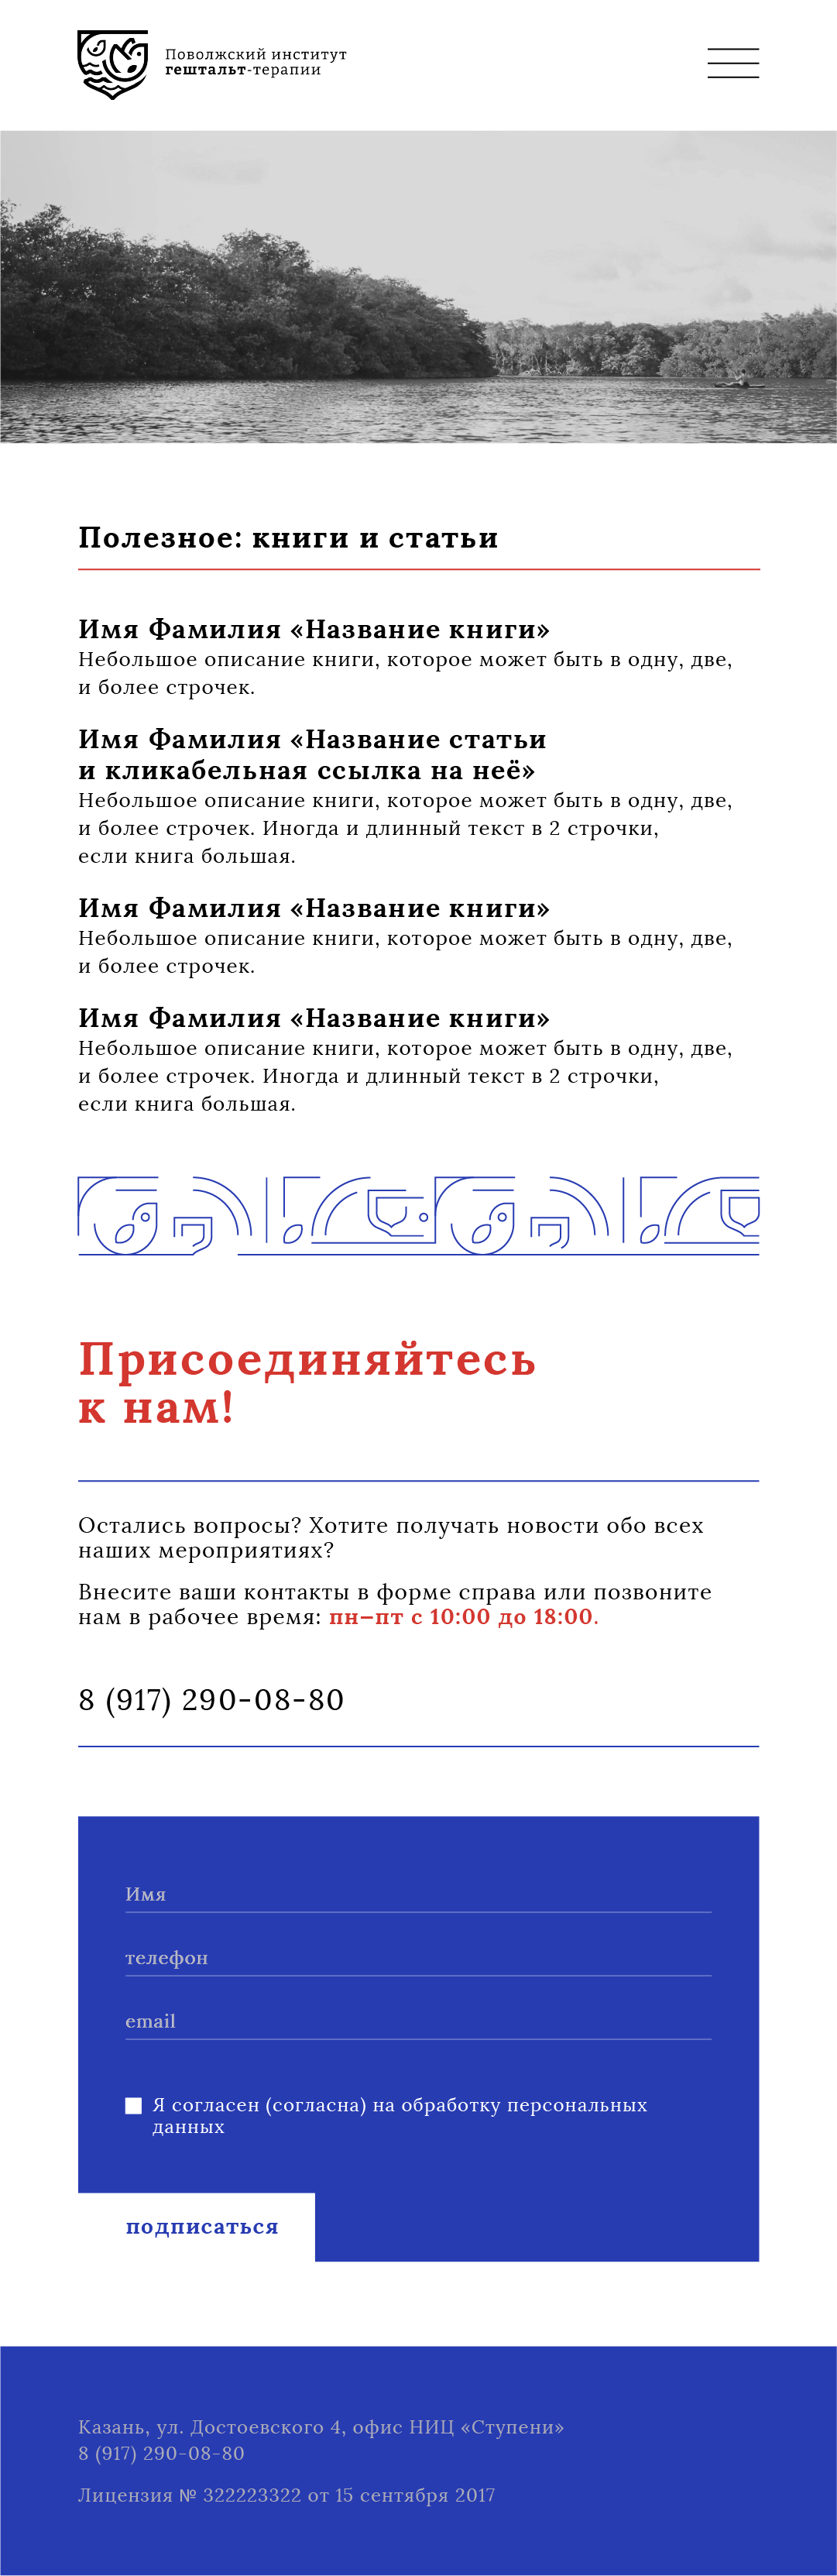 Поволжский институт
гештальт-терапии
Полезное: книги и статьи
Имя Фамилия «Название книги»
Небольшое описание книги, которое может быть в одну, две,
и более строчек.
Имя Фамилия «Название статьи
и кликабельная ссылка на неё»
Небольшое описание книги, которое может быть в одну, две,
и более строчек. Иногда и длинный текст в 2 строчки,
если книга большая.
Имя Фамилия «Название книги»
Небольшое описание книги, которое может быть в одну, две,
и более строчек.
Имя Фамилия «Название книги»
Небольшое описание книги, которое может быть в одну, две,
и более строчек. Иногда и длинный текст в 2 строчки,
если книга большая.
Присоединяйтесь
к нам!
Остались вопросы? Хотите получать новости обо всех
наших мероприятиях?
Внесите ваши контакты в форме справа или позвоните
нам в рабочее время: пн–пт с 10:00 до 18:00.
8 (917) 290-08-80
Имя
телефон
email
Я согласен (согласна) на обработку персональных
данных
подписаться
Казань, ул. Достоевского 4, офис НИЦ «Ступени»
8 (917) 290-08-80
Лицензия № 322223322 от 15 сентября 2017